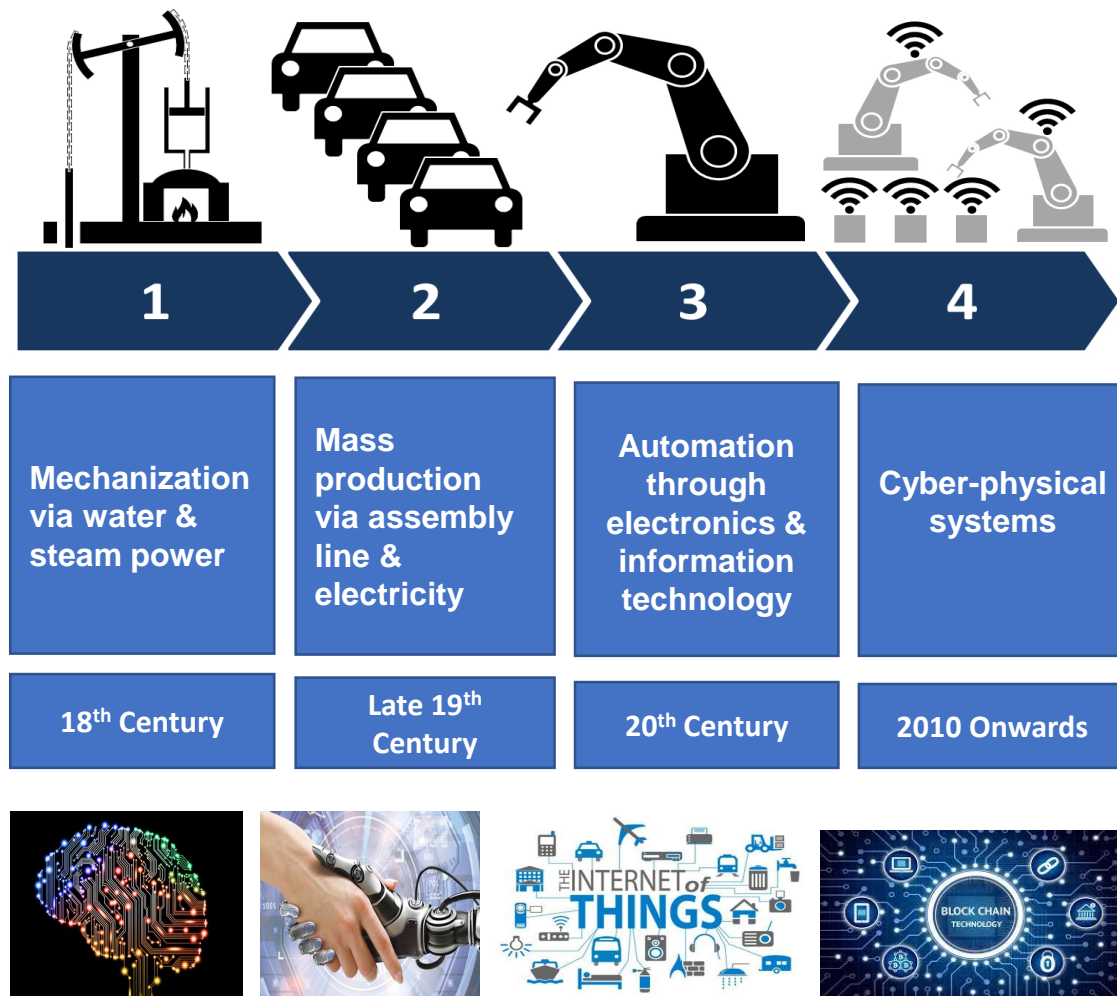 1
2
3
4
Mechanization
via water &
steam power
Mass
production
via assembly
line &
electricity
Automation
through
electronics &
information
technology
Cyber-physical
systems
18th Century
Late 19th
Century
20th Century
2010 Onwards
THE INTERNET of
THINGS
BLOCK CHAIN
TECHNOLOGY